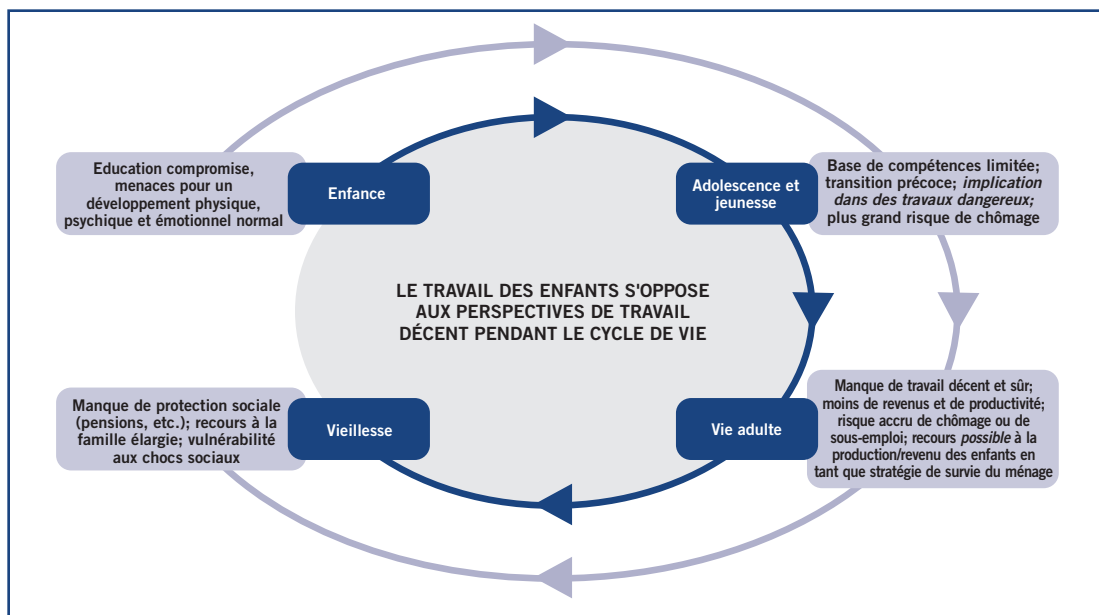 Education compromise,
menaces pour un
développement physique,
psychique et émotionnel normal
Enfance
Adolescence et
jeunesse
Base de compétences limitée;
transition précoce; implication
dans des travaux dangereux;
plus grand risque de chômage
LE TRAVAIL DES ENFANTS S'OPPOSE
AUX PERSPECTIVES DE TRAVAIL
DÉCENT PENDANT LE CYCLE DE VIE
Manque de protection sociale
(pensions, etc.); recours à la
famille élargie; vulnérabilité
aux chocs sociaux
Vieillesse
Vie adulte
Manque de travail décent et sûr;
moins de revenus et de productivité;
risque accru de chômage ou de
sous-emploi; recours possible à la
production/revenu des enfants en
tant que stratégie de survie du ménage